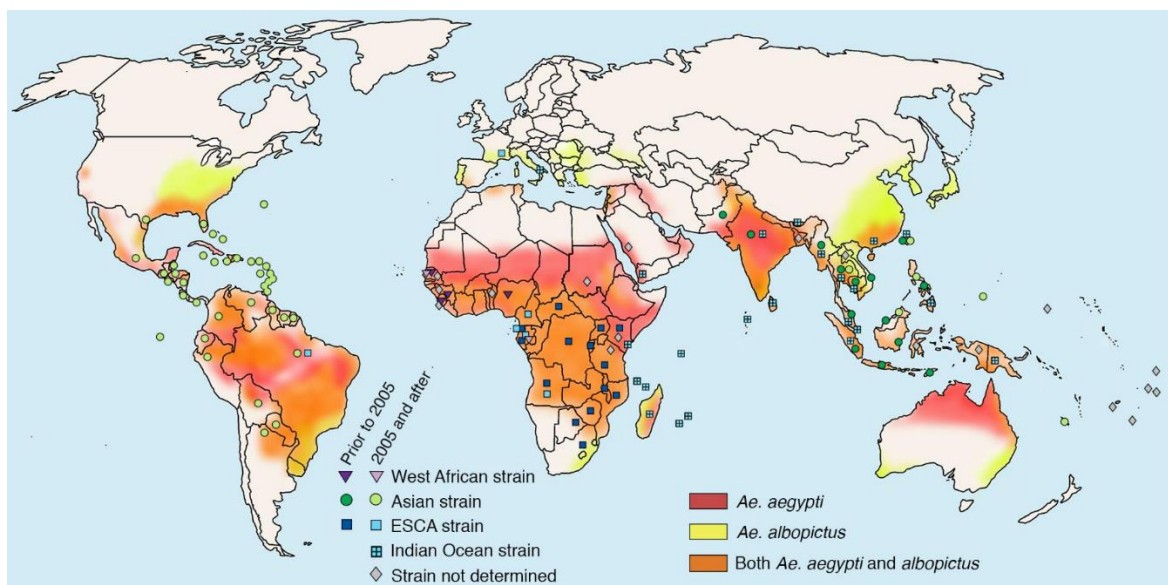 Prior to 2005
2005 and after
West African strain
Asian strain
ESCA strain
Indian Ocean strain
Strain not determined
Ae. aegypti
Ae. albopictus
Both Ae. aegypti and albopictus